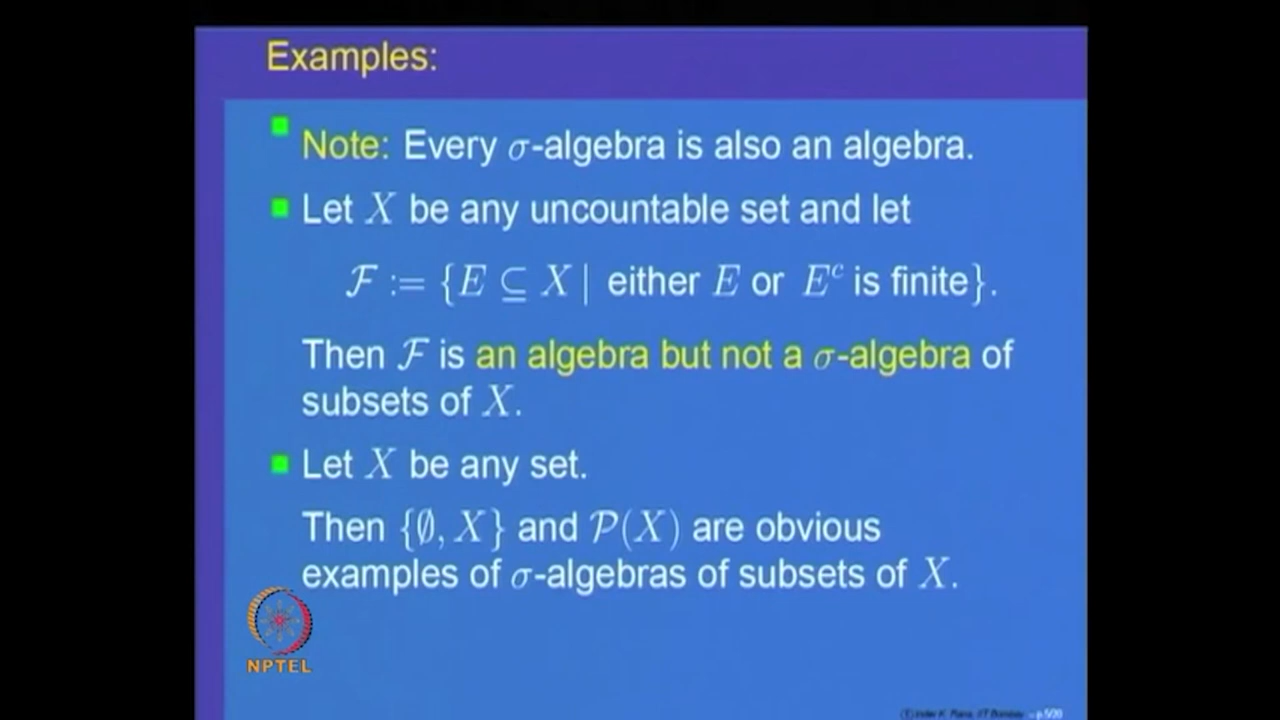 Examples:
Note: Every σ-algebra is also an algebra.
Let X be any uncountable set and let
ℱ := {E ⊆ X | either E or Eᶜ is finite}.
Then ℱ is an algebra but not a σ-algebra of
subsets of X.
Let X be any set.
Then {∅, X} and 𝒫(X) are obvious
examples of σ-algebras of subsets of X.
NPTEL